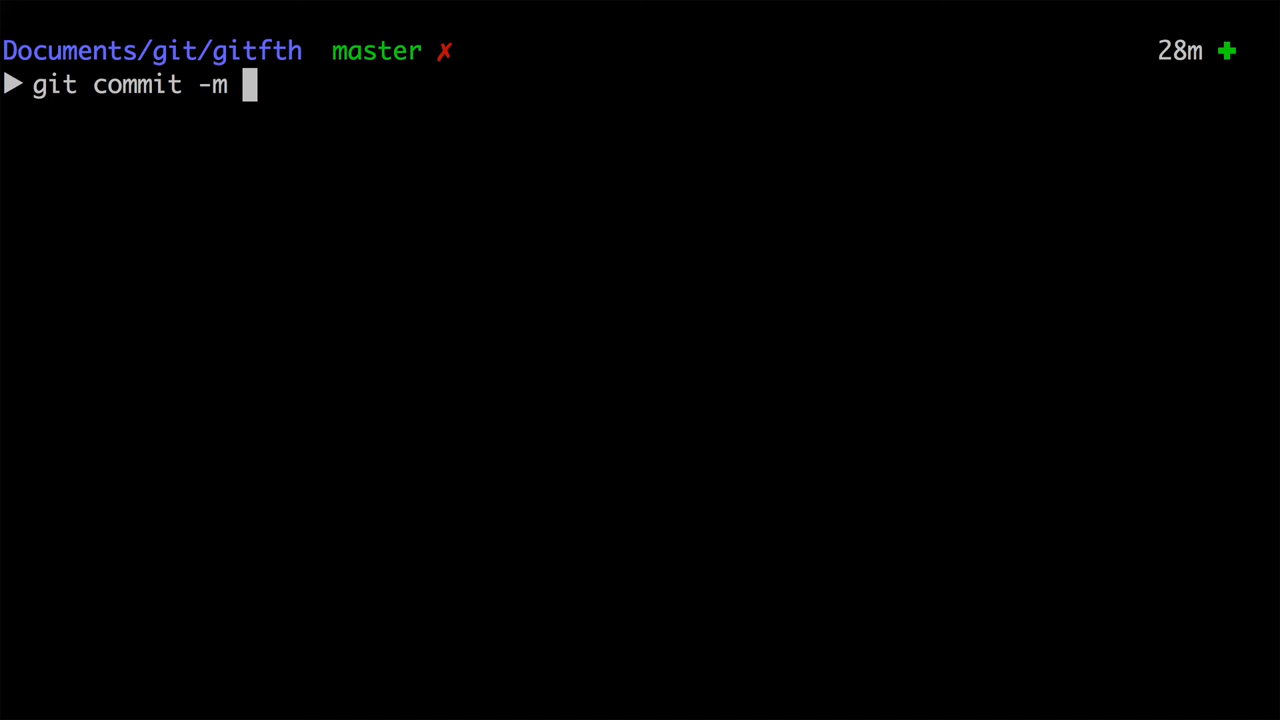 Documents/git/gitfth master ✗ 28m ✚
▶ git commit -m